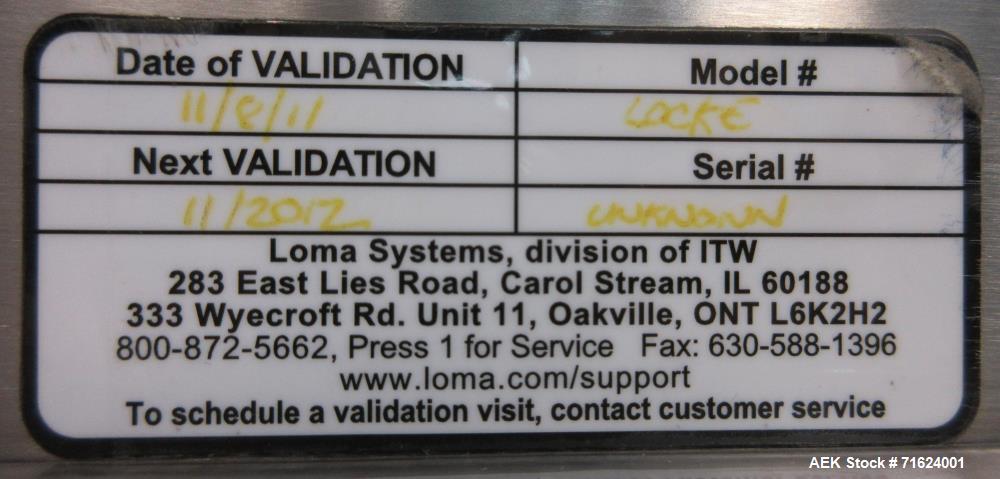 Date of VALIDATION Model #
11/8/11 LOCKE
Next VALIDATION Serial #
11/2012 UNKNOWN
Loma Systems, division of ITW
283 East Lies Road, Carol Stream, IL 60188
333 Wyecroft Rd. Unit 11, Oakville, ONT L6K2H2
800-872-5662, Press 1 for Service Fax: 630-588-1396
www.loma.com/support
To schedule a validation visit, contact customer service
AEK Stock # 71624001